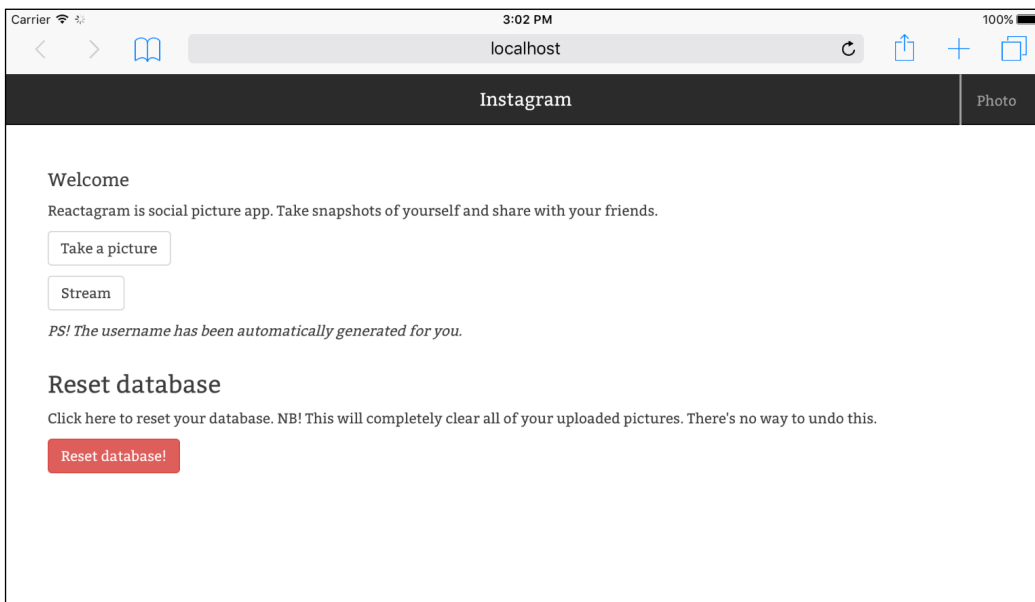 Carrier 3:02 PM 100%
localhost
Instagram Photo
Welcome
Reactagram is social picture app. Take snapshots of yourself and share with your friends.
Take a picture
Stream
PS! The username has been automatically generated for you.
Reset database
Click here to reset your database. NB! This will completely clear all of your uploaded pictures. There's no way to undo this.
Reset database!